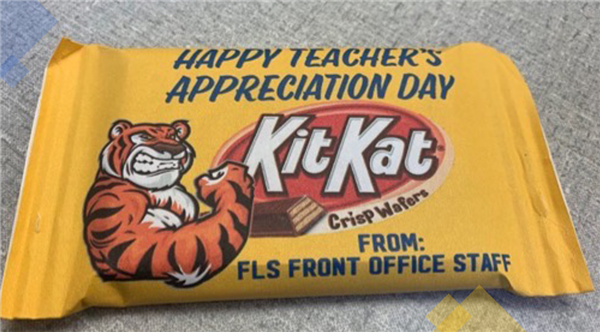 HAPPY TEACHER'S
APPRECIATION DAY
KitKat
Crisp Wafers
FROM:
FLS FRONT OFFICE STAFF